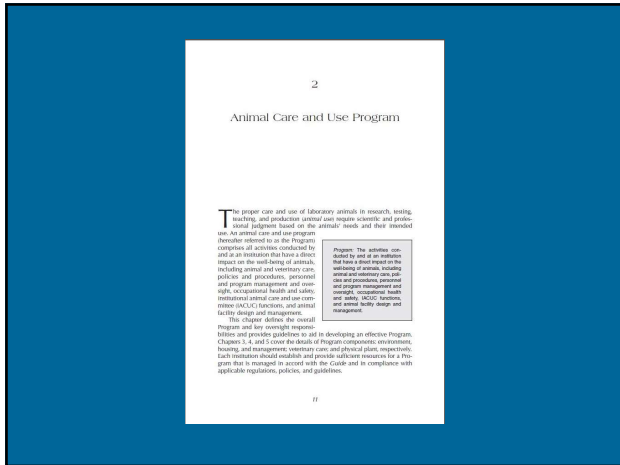 2
Animal Care and Use Program
The proper care and use of laboratory animals in research, testing,
teaching, and production (animal use) require scientific and profes-
sional judgment based on the animals' needs and their intended
use. An animal care and use program
(hereafter referred to as the Program)
comprises all activities conducted by
and at an institution that have a direct
impact on the well-being of animals,
including animal and veterinary care,
policies and procedures, personnel
and program management and over-
sight, occupational health and safety,
institutional animal care and use com-
mittee (IACUC) functions, and animal
facility design and management.
Program: The activities con-
ducted by and at an institution
that have a direct impact on the
well-being of animals, including
animal and veterinary care, poli-
cies and procedures, personnel
and program management and
oversight, occupational health
and safety, IACUC functions,
and animal facility design and
management.
This chapter defines the overall
Program and key oversight responsi-
bilities and provides guidelines to aid in developing an effective Program.
Chapters 3, 4, and 5 cover the details of Program components: environment,
housing, and management; veterinary care; and physical plant, respectively.
Each institution should establish and provide sufficient resources for a Pro-
gram that is managed in accord with the Guide and in compliance with
applicable regulations, policies, and guidelines.
11